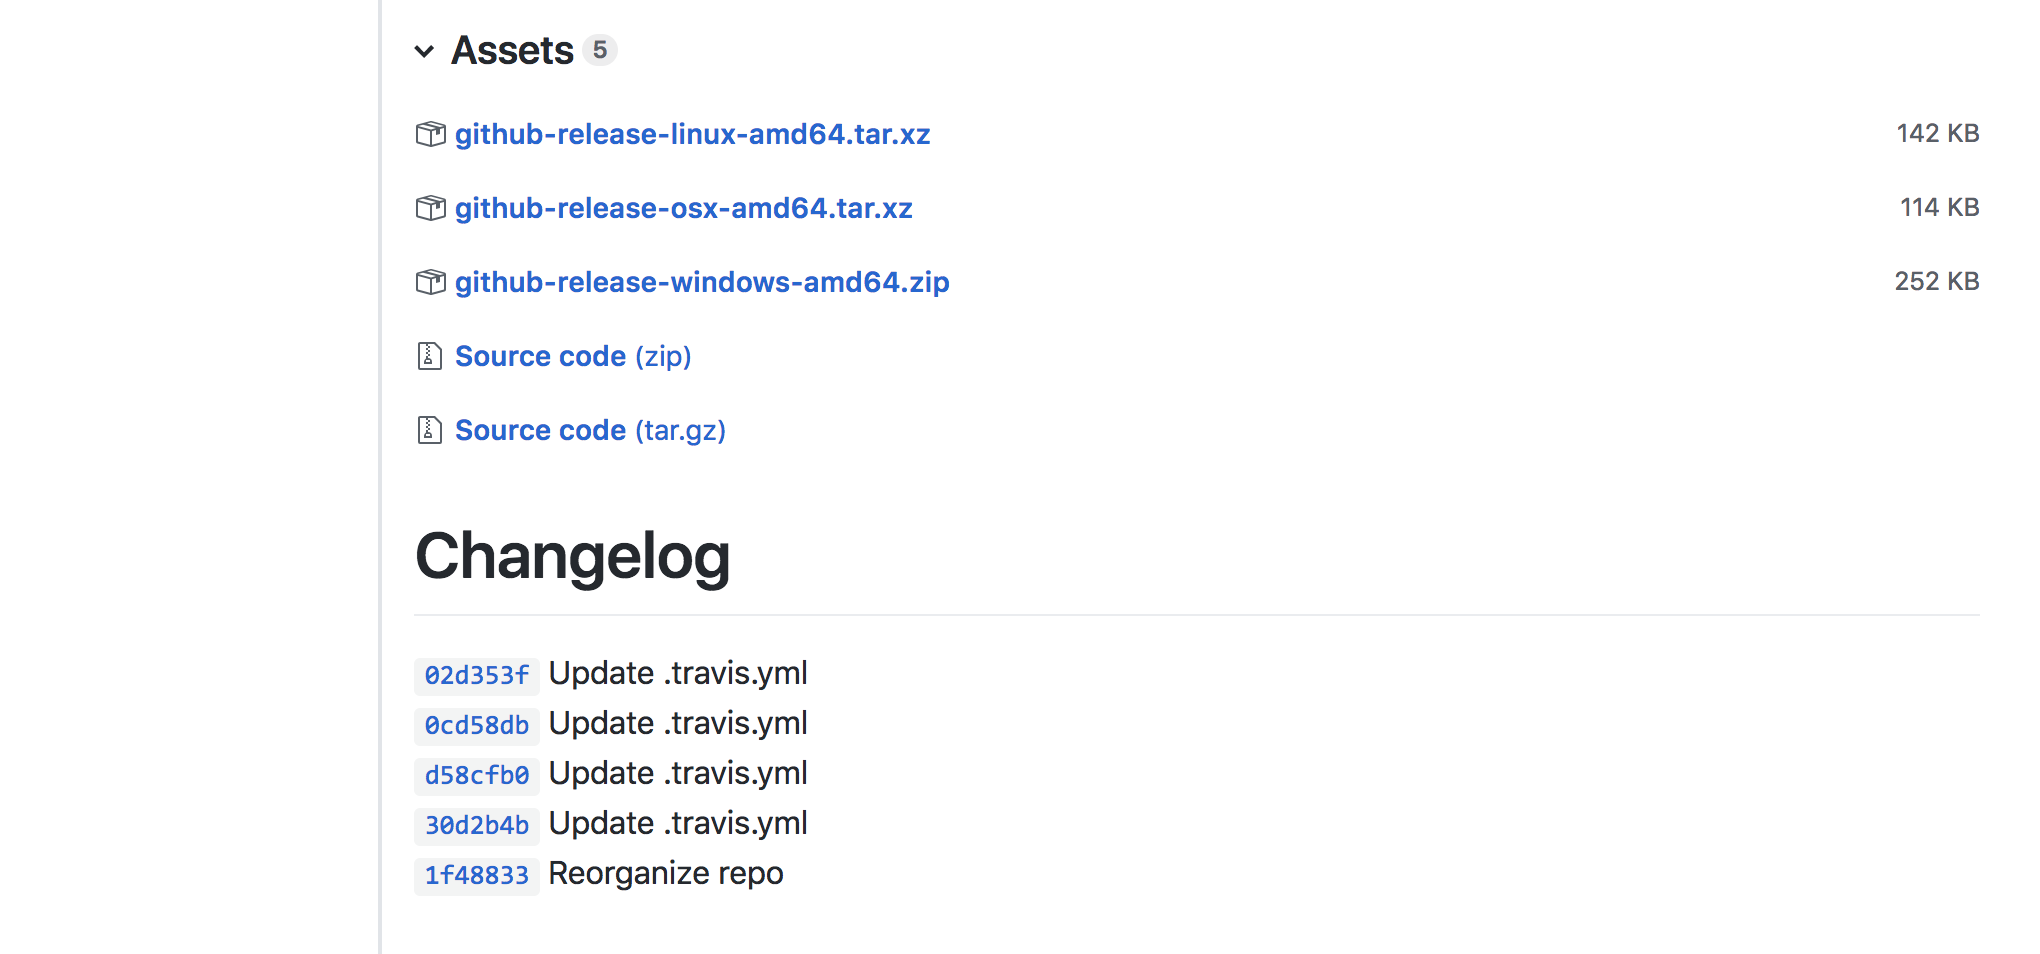 Assets 5
github-release-linux-amd64.tar.xz 142 KB
github-release-osx-amd64.tar.xz 114 KB
github-release-windows-amd64.zip 252 KB
Source code (zip)
Source code (tar.gz)
Changelog
02d353f Update .travis.yml
0cd58db Update .travis.yml
d58cfb0 Update .travis.yml
30d2b4b Update .travis.yml
1f48833 Reorganize repo